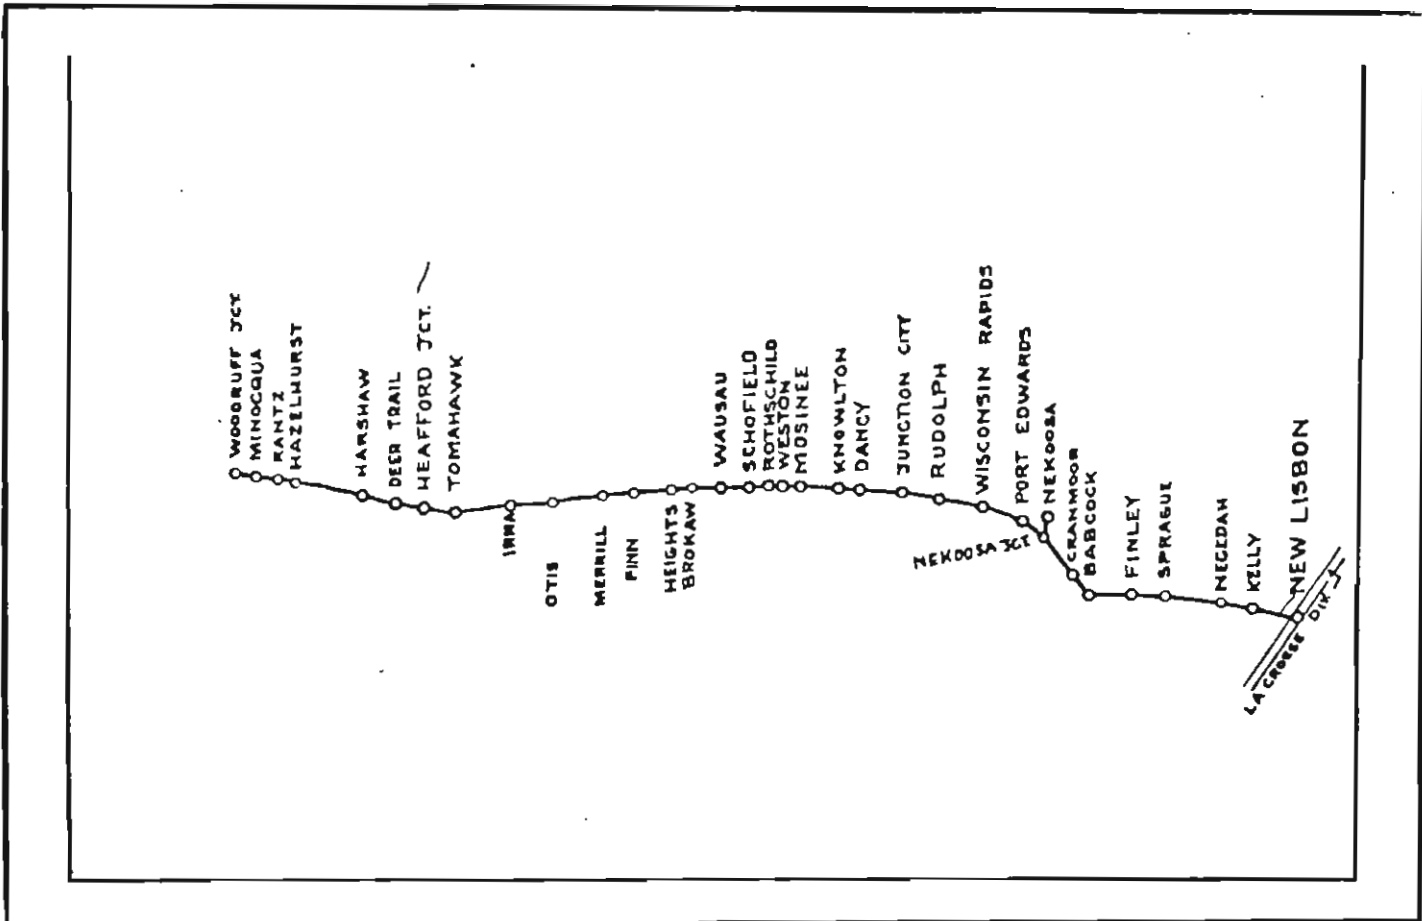 WOODRUFF JCT.
MINOCQUA
RANTZ
HAZELHURST
HARSHAW
DEER TRAIL
HEAFFORD JCT.
TOMAHAWK
IRMA
OTIS
MERRILL
FINN
HEIGHTS
BROKAW
WAUSAU
SCHOFIELD
ROTHSCHILD
WESTON
MOSINEE
KNOWLTON
DANCY
JUNCTION CITY
RUDOLPH
WISCONSIN RAPIDS
PORT EDWARDS
NEKOOSA
NEKOOSA JCT
CRANMOOR
BABCOCK
FINLEY
SPRAGUE
NECEDAH
KELLY
NEW LISBON
LA CROSSE DIV.